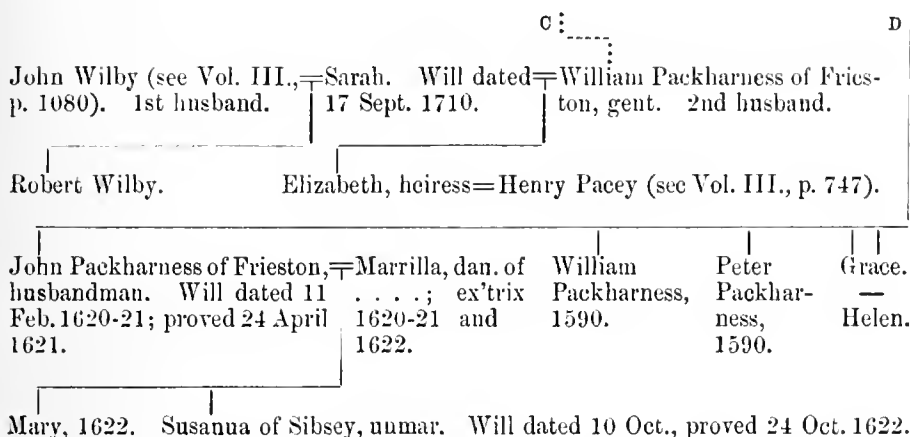 C D
John Wilby (see Vol. III.,=Sarah. Will dated=William Packharness of Fries-
p. 1080). 1st husband. 17 Sept. 1710. ton, gent. 2nd husband.
Robert Wilby. Elizabeth, heiress=Henry Pacey (see Vol. III., p. 747).
John Packharness of Frieston,=Marrilla, dau. of William Peter Grace.
husbandman. Will dated 11 . . . . ; ex'trix Packharness, Packhar- —
Feb. 1620-21; proved 24 April 1620-21 and 1590. ness, Helen.
1621. 1622. 1590.
Mary, 1622. Susanna of Sibsey, unmar. Will dated 10 Oct., proved 24 Oct. 1622.